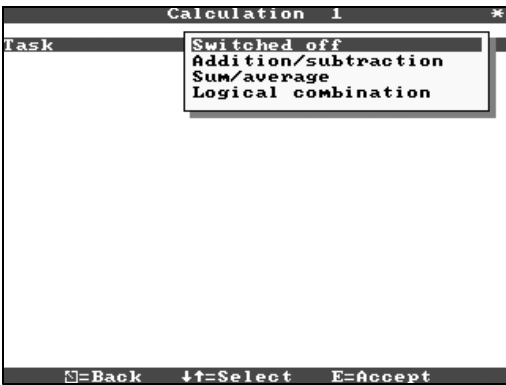 Calculation 1 *
Task Switched off
Addition/subtraction
Sum/average
Logical combination
⇱=Back ↓↑=Select E=Accept